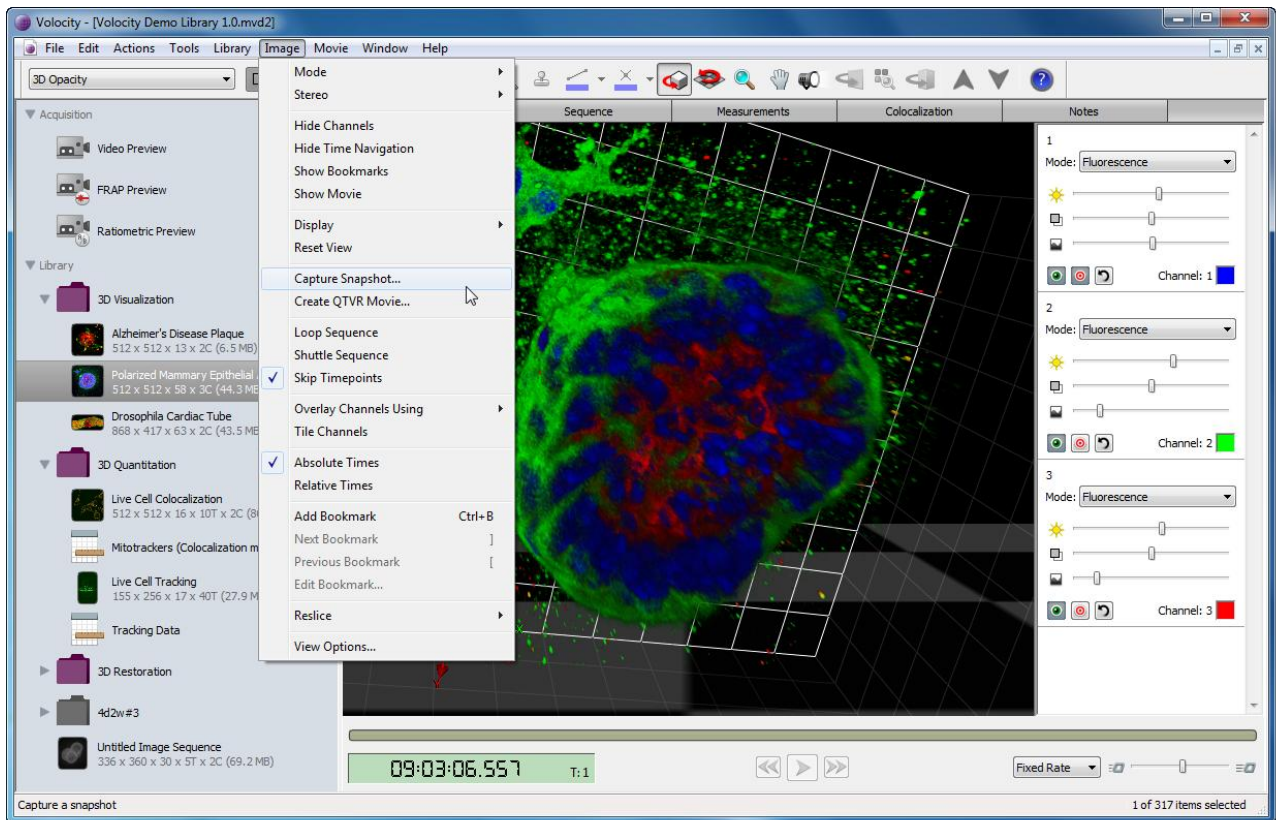 Volocity - [Volocity Demo Library 1.0.mvd2]
File Edit Actions Tools Library Image Movie Window Help
3D Opacity
Sequence Measurements Colocalization Notes
Acquisition
Video Preview
FRAP Preview
Ratiometric Preview
Library
3D Visualization
Alzheimer's Disease Plaque
512 x 512 x 13 x 2C (6.5 MB)
Polarized Mammary Epithelial
512 x 512 x 58 x 3C (44.3 MB
Drosophila Cardiac Tube
868 x 417 x 63 x 2C (43.5 MB
3D Quantitation
Live Cell Colocalization
512 x 512 x 16 x 10T x 2C
Mitotrackers (Colocalization m
Live Cell Tracking
155 x 256 x 17 x 40T (27.9 M
Tracking Data
3D Restoration
4d2w#3
Untitled Image Sequence
336 x 360 x 30 x 5T x 2C (69.2 MB)
Mode
Stereo
Hide Channels
Hide Time Navigation
Show Bookmarks
Show Movie
Display
Reset View
Capture Snapshot...
Create QTVR Movie...
Loop Sequence
Shuttle Sequence
Skip Timepoints
Overlay Channels Using
Tile Channels
Absolute Times
Relative Times
Add Bookmark Ctrl+B
Next Bookmark ]
Previous Bookmark [
Edit Bookmark...
Reslice
View Options...
1
Mode: Fluorescence
Channel: 1
2
Mode: Fluorescence
Channel: 2
3
Mode: Fluorescence
Channel: 3
09:03:06.557 T: 1
Fixed Rate
Capture a snapshot
1 of 317 items selected